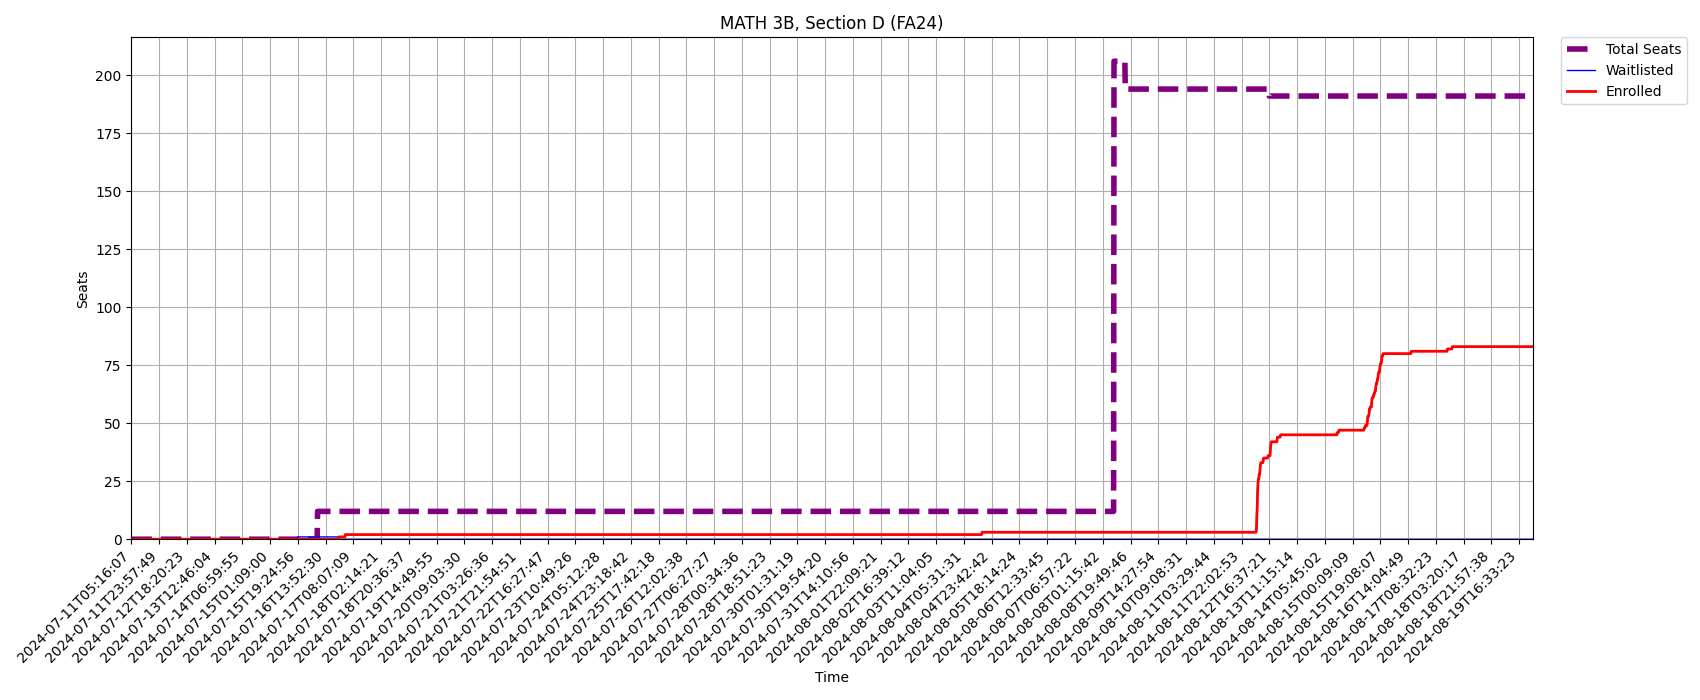 MATH 3B, Section D (FA24)
Total Seats
Waitlisted
Enrolled
Seats
200
175
150
125
100
75
50
25
0
2024-07-11T05:16:07
2024-07-11T23:57:49
2024-07-12T18:20:23
2024-07-13T12:46:04
2024-07-14T06:59:55
2024-07-15T01:09:00
2024-07-15T19:24:56
2024-07-16T13:52:30
2024-07-17T08:07:09
2024-07-18T02:14:21
2024-07-18T20:36:37
2024-07-19T14:49:55
2024-07-20T09:03:30
2024-07-21T03:26:36
2024-07-21T21:54:51
2024-07-22T16:27:47
2024-07-23T10:49:26
2024-07-24T05:12:28
2024-07-24T23:18:42
2024-07-25T17:42:18
2024-07-26T12:02:38
2024-07-27T06:27:27
2024-07-28T00:34:36
2024-07-28T18:51:23
2024-07-30T01:31:19
2024-07-30T19:54:20
2024-07-31T14:10:56
2024-08-01T22:09:21
2024-08-02T16:39:12
2024-08-03T11:04:05
2024-08-04T05:31:31
2024-08-04T23:42:42
2024-08-05T18:14:24
2024-08-06T12:33:45
2024-08-07T06:57:22
2024-08-08T01:15:42
2024-08-08T19:49:46
2024-08-09T14:27:54
2024-08-10T09:08:31
2024-08-11T03:29:44
2024-08-11T22:02:53
2024-08-12T16:37:21
2024-08-13T11:15:14
2024-08-14T05:45:02
2024-08-15T00:09:09
2024-08-15T19:08:07
2024-08-16T14:04:49
2024-08-17T08:32:23
2024-08-18T03:20:17
2024-08-18T21:57:38
2024-08-19T16:33:23
Time